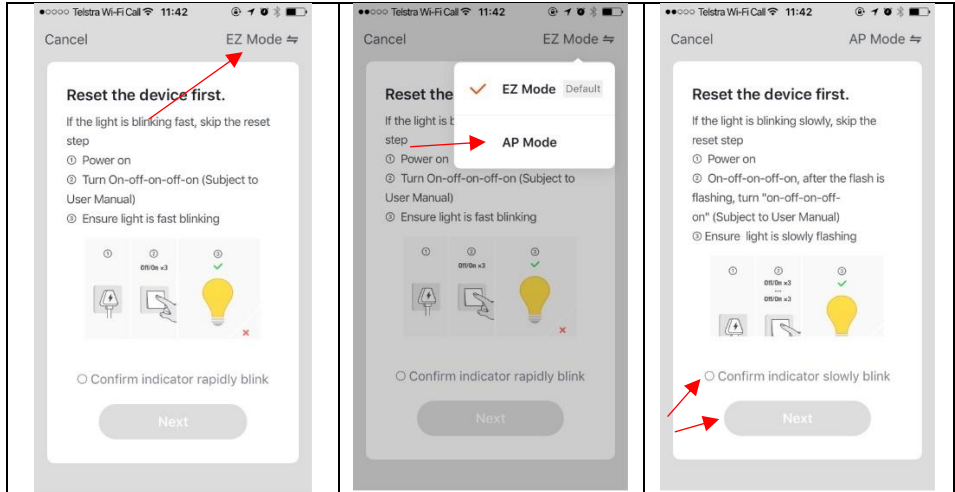 ●○○○○ Telstra Wi-Fi Call 11:42
Cancel EZ Mode ⇋
Reset the device first.
If the light is blinking fast, skip the reset
step
① Power on
② Turn On-off-on-off-on (Subject to
User Manual)
③ Ensure light is fast blinking
① ② ③
Off/On x3
Confirm indicator rapidly blink
Next
●●○○○ Telstra Wi-Fi Call 11:42
Cancel EZ Mode ⇋
EZ Mode Default
AP Mode
Reset the
If the light is b
step
① Power on
② Turn On-off-on-off-on (Subject to
User Manual)
③ Ensure light is fast blinking
① ② ③
Off/On x3
Confirm indicator rapidly blink
Next
●●○○○ Telstra Wi-Fi Call 11:42
Cancel AP Mode ⇋
Reset the device first.
If the light is blinking slowly, skip the
reset step
① Power on
② On-off-on-off-on, after the flash is
flashing, turn "on-off-on-off-
on" (Subject to User Manual)
③ Ensure light is slowly flashing
① ② ③
Off/On x3
...
Off/On x3
Confirm indicator slowly blink
Next